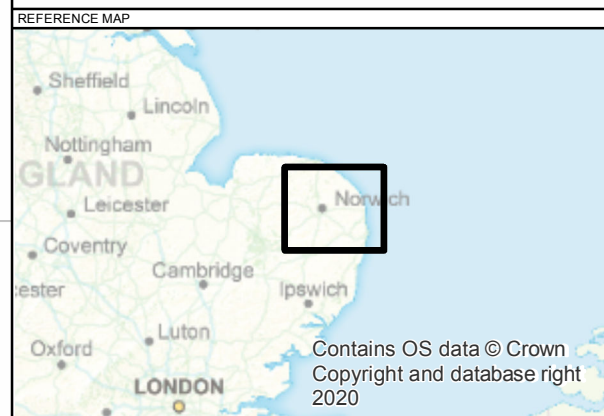 REFERENCE MAP
Sheffield
Lincoln
Nottingham
GLAND
Leicester
Norwich
Coventry
Cambridge
ester
Ipswich
Luton
Oxford
LONDON
Contains OS data © Crown
Copyright and database right
2020